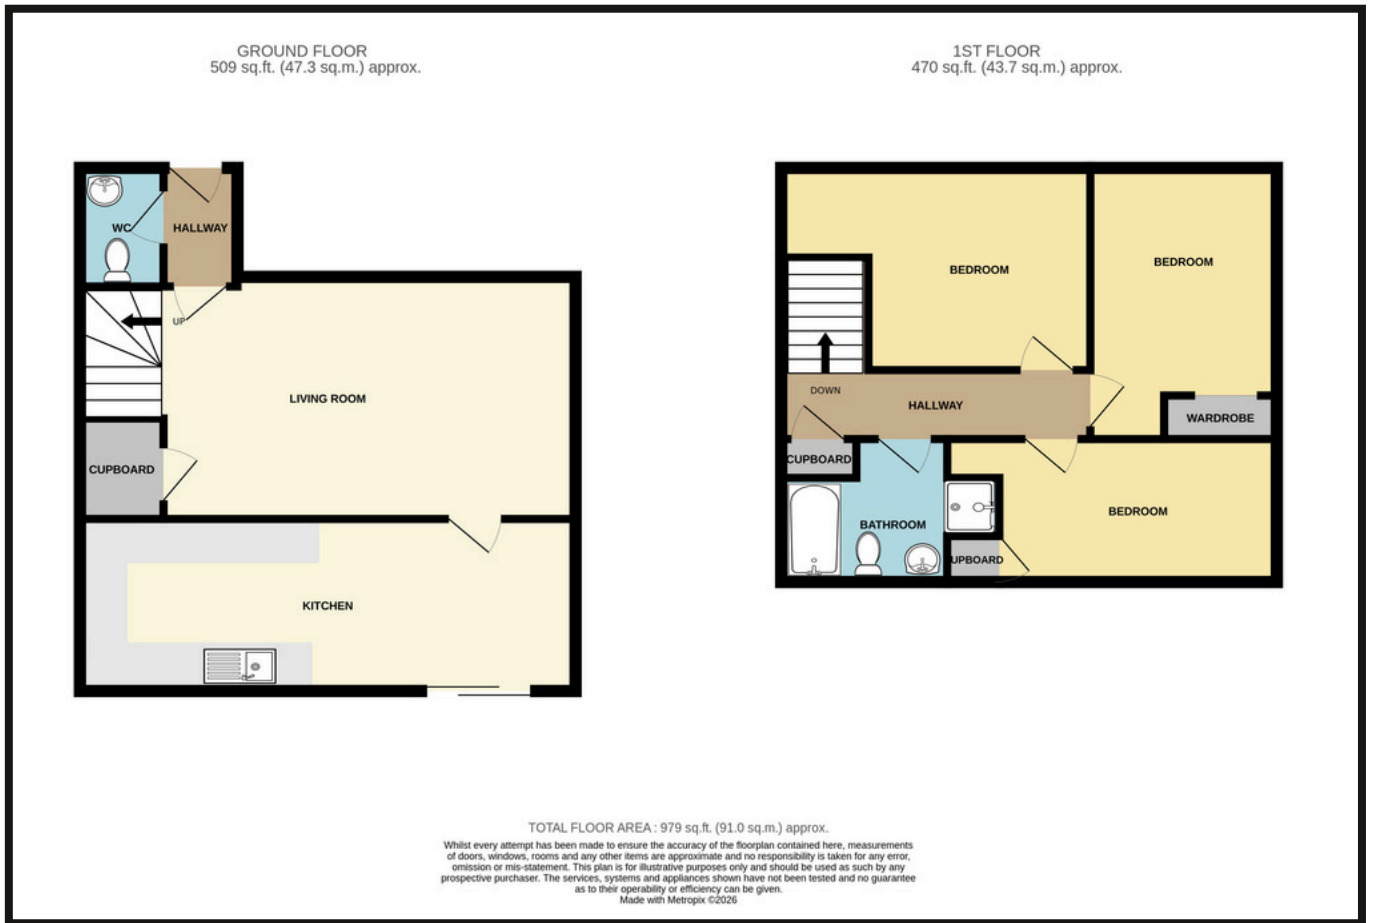 GROUND FLOOR
509 sq.ft. (47.3 sq.m.) approx.
1ST FLOOR
470 sq.ft. (43.7 sq.m.) approx.
WC
HALLWAY
UP
LIVING ROOM
CUPBOARD
KITCHEN
BEDROOM
BEDROOM
DOWN
HALLWAY
WARDROBE
CUPBOARD
BATHROOM
BEDROOM
UPBOARD
TOTAL FLOOR AREA : 979 sq.ft. (91.0 sq.m.) approx.
Whilst every attempt has been made to ensure the accuracy of the floorplan contained here, measurements
of doors, windows, rooms and any other items are approximate and no responsibility is taken for any error,
omission or mis-statement. This plan is for illustrative purposes only and should be used as such by any
prospective purchaser. The services, systems and appliances shown have not been tested and no guarantee
as to their operability or efficiency can be given.
Made with Metropix ©2026